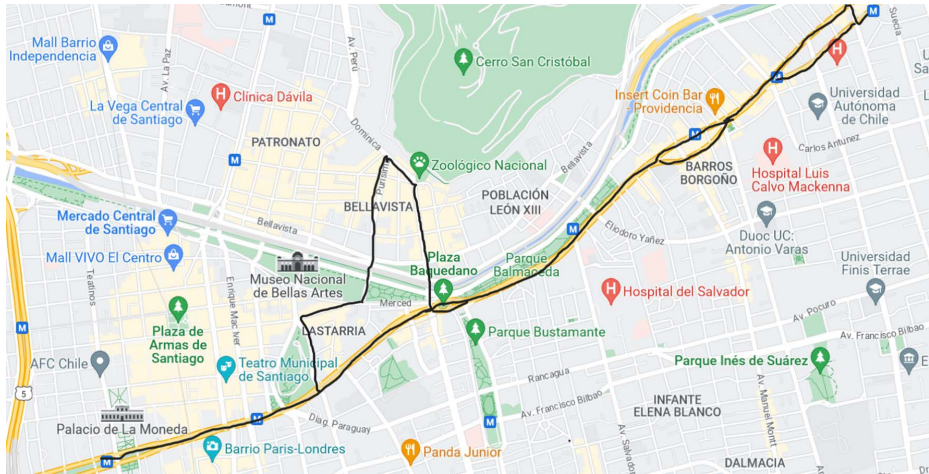 Mall Barrio
Independencia
Av. La Paz
Av. Perú
Cerro San Cristóbal
Suecia
La Vega Central
de Santiago
Clínica Dávila
Insert Coin Bar
Providencia
Universidad
Autónoma
de Chile
PATRONATO
Dominica
Purísima
Zoológico Nacional
Bellavista
Carlos Antunez
BARROS
BORGOÑO
Hospital Luis
Calvo Mackenna
BELLAVISTA
POBLACIÓN
LEÓN XIII
Mercado Central
de Santiago
Bellavista
Eliodoro Yañez
Duoc UC:
Antonio Varas
Mall VIVO El Centro
Museo Nacional
de Bellas Artes
Plaza
Baquedano
Parque
Balmaceda
Universidad
Finis Terrae
Teatinos
Enrique Mac Iver
Merced
Hospital del Salvador
Av. Pocuro
Plaza de
Armas de
Santiago
LASTARRIA
Parque Bustamante
Av. Francisco Bilbao
AFC Chile
Teatro Municipal
de Santiago
Parque Inés de Suárez
5
Rancagua
Av. Francisco Bilbao
INFANTE
ELENA BLANCO
Av. Manuel Montt
Palacio de La Moneda
Diag. Paraguay
Barrio Paris-Londres
Panda Junior
Av. Salvador
DALMACIA